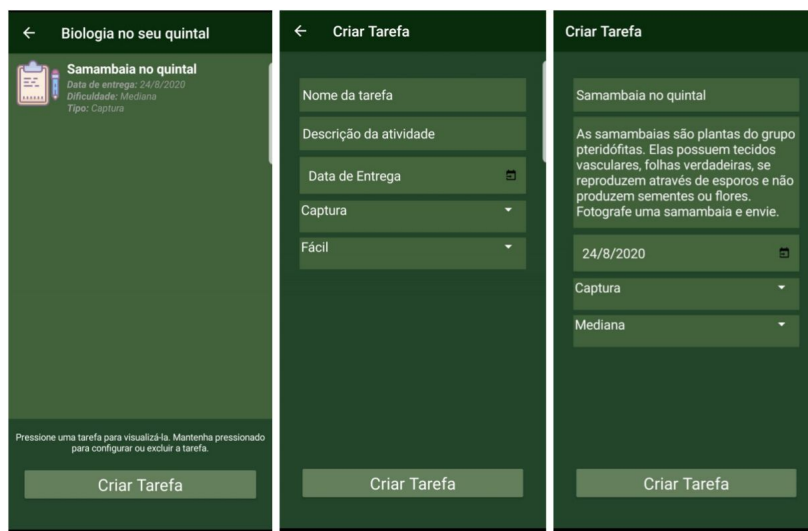 Biologia no seu quintal
Samambaia no quintal
Data de entrega: 24/8/2020
Dificuldade: Mediana
Tipo: Captura
Pressione uma tarefa para visualizá-la. Mantenha pressionado
para configurar ou excluir a tarefa.
Criar Tarefa
Criar Tarefa
Nome da tarefa
Descrição da atividade
Data de Entrega
Captura
Fácil
Criar Tarefa
Criar Tarefa
Samambaia no quintal
As samambaias são plantas do grupo
pteridófitas. Elas possuem tecidos
vasculares, folhas verdadeiras, se
reproduzem através de esporos e não
produzem sementes ou flores.
Fotografe uma samambaia e envie.
24/8/2020
Captura
Mediana
Criar Tarefa